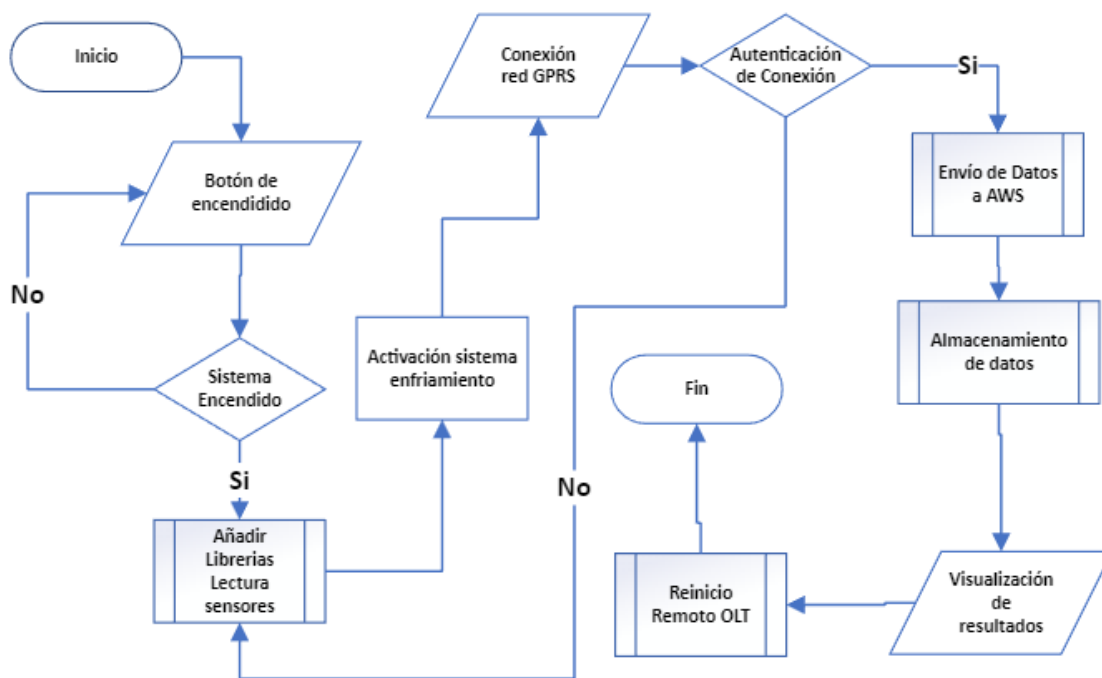 Inicio
Botón de
encendidido
No
Sistema
Encendido
Si
Añadir
Librerias
Lectura
sensores
Activación sistema
enfriamiento
Conexión
red GPRS
Autenticación
de Conexión
Si
No
Envío de Datos
a AWS
Almacenamiento
de datos
Visualización
de
resultados
Reinicio
Remoto OLT
Fin